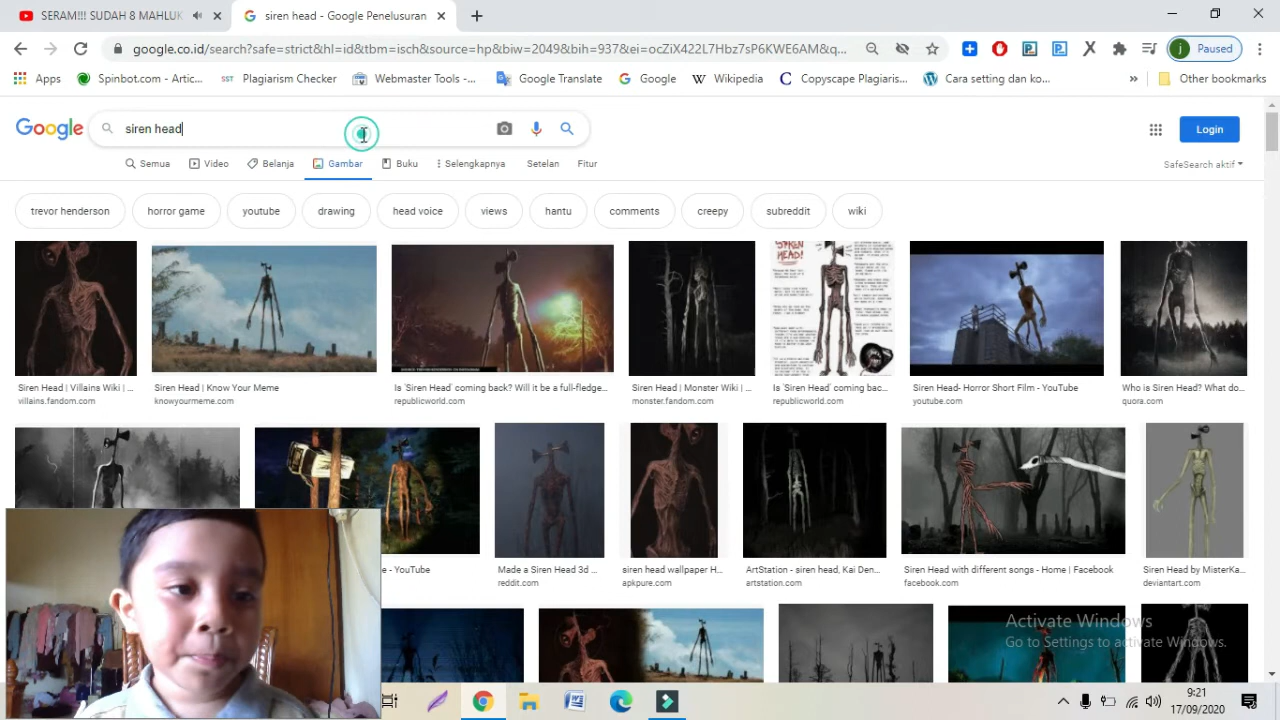 SERAM!!! SUDAH 8 MAHLUK
siren head - Google Penelusuran
google.co.id/search?safe=strict&hl=id&tbm=isch&source=hp&biw=2049&bih=937&ei=ocZiX422L7Hbz7sP6KWE6AM&q...
j Paused
Apps
Spinbot.com - Artic...
SST Plagiarism Checker
Webmaster Tools -...
Google Translate
Google
Wikipedia
Copyscape Plagiaris...
Cara setting dan ko...
»
Other bookmarks
Google
siren head
Login
Semua
Video
Belanja
Gambar
Buku
Selengkapnya
Setelan
Fitur
SafeSearch aktif
trevor henderson
horror game
youtube
drawing
head voice
views
hantu
comments
creepy
subreddit
wiki
SIREN HEAD!
Siren Head | Villains Wiki | ...
villains.fandom.com
Siren Head | Know Your Meme
knowyourmeme.com
Is 'Siren Head' coming back? Will it be a full-fledge...
republicworld.com
Siren Head | Monster Wiki | ...
monster.fandom.com
Is 'Siren Head' coming bac...
republicworld.com
Siren Head- Horror Short Film - YouTube
youtube.com
Who is Siren Head? What do...
quora.com
e - YouTube
Made a Siren Head 3d ...
reddit.com
siren head wallpaper H...
apkpure.com
ArtStation - siren head, Kai Den...
artstation.com
Siren Head with different songs - Home | Facebook
facebook.com
Siren Head by MisterKa...
deviantart.com
Activate Windows
Go to Settings to activate Windows.
9:21
17/09/2020